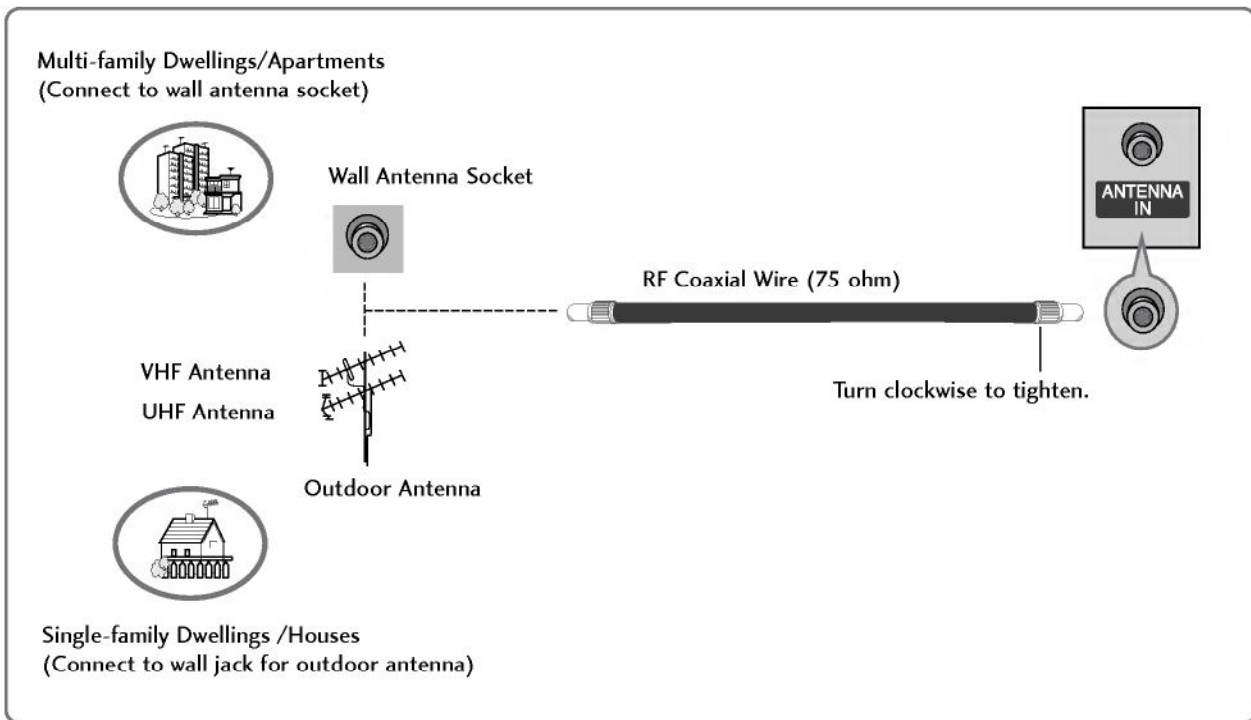 Multi-family Dwellings/Apartments
(Connect to wall antenna socket)
Wall Antenna Socket
ANTENNA
IN
RF Coaxial Wire (75 ohm)
VHF Antenna
UHF Antenna
Turn clockwise to tighten.
Outdoor Antenna
Single-family Dwellings /Houses
(Connect to wall jack for outdoor antenna)